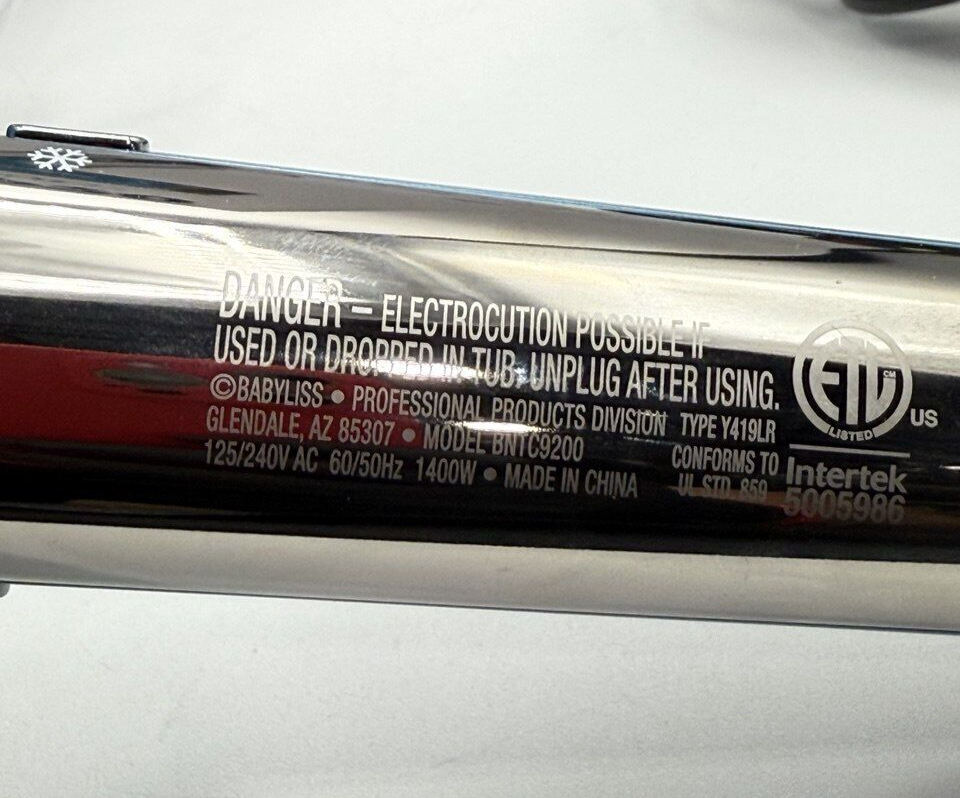 DANGER – ELECTROCUTION POSSIBLE IF
USED OR DROPPED IN TUB. UNPLUG AFTER USING.
©BABYLISS • PROFESSIONAL PRODUCTS DIVISION TYPE Y419LR
GLENDALE, AZ 85307 • MODEL BNTC9200
125/240V AC 60/50Hz 1400W • MADE IN CHINA
CONFORMS TO
UL STD. 859
ETL CM
LISTED
US
Intertek
5005986